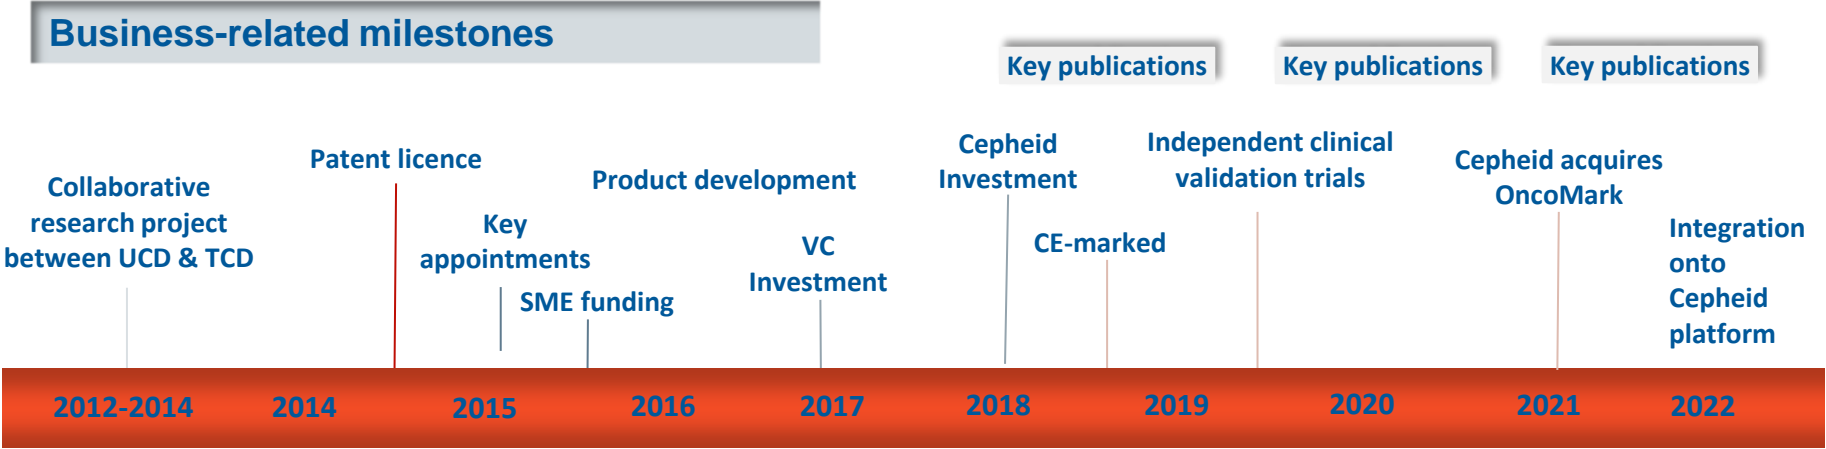 Business-related milestones
Key publications
Key publications
Key publications
Collaborative
research project
between UCD & TCD
Patent licence
Key
appointments
SME funding
Product development
VC
Investment
Cepheid
Investment
CE-marked
Independent clinical
validation trials
Cepheid acquires
OncoMark
Integration
onto
Cepheid
platform
2012-2014
2014
2015
2016
2017
2018
2019
2020
2021
2022